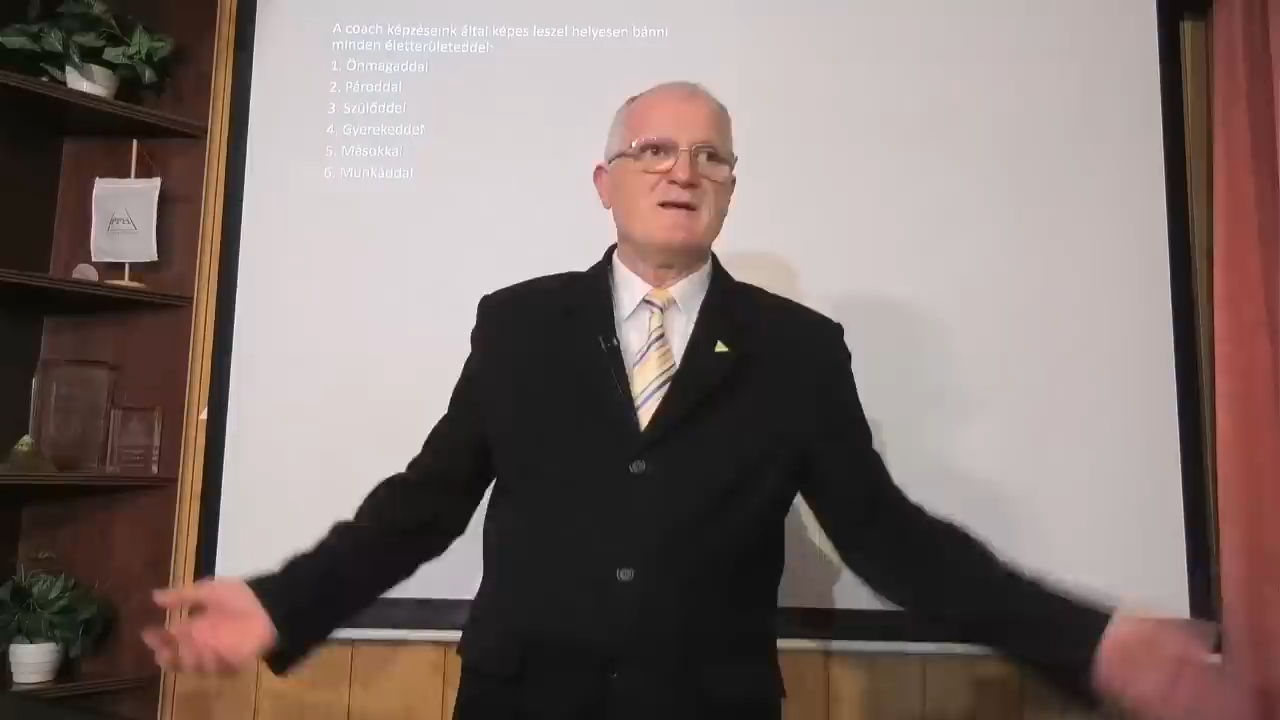 A coach képzéseink által képes leszel helyesen bánni
minden életterületeddel:
1. Önmagaddal
2. Pároddal
3. Szülőddel
4. Gyerekeddel
5. Másokkal
6. Munkáddal